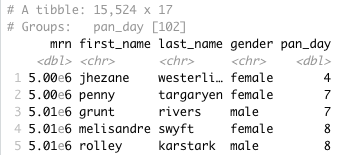 # A tibble: 15,524 x 17
# Groups: pan_day [102]
mrn first_name last_name gender pan_day
<dbl> <chr> <chr> <chr> <dbl>
1 5.00e6 jhezane westerli… female 4
2 5.00e6 penny targaryen female 7
3 5.01e6 grunt rivers male 7
4 5.01e6 melisandre swyft female 8
5 5.01e6 rolley karstark male 8